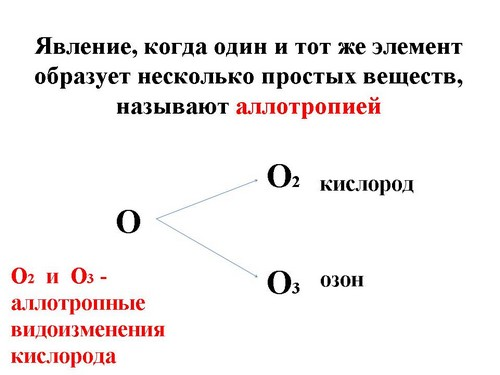 Явление, когда один и тот же элемент
образует несколько простых веществ,
называют аллотропией
O2 кислород
O
O3 озон
O2 и O3 -
аллотропные
видоизменения
кислорода